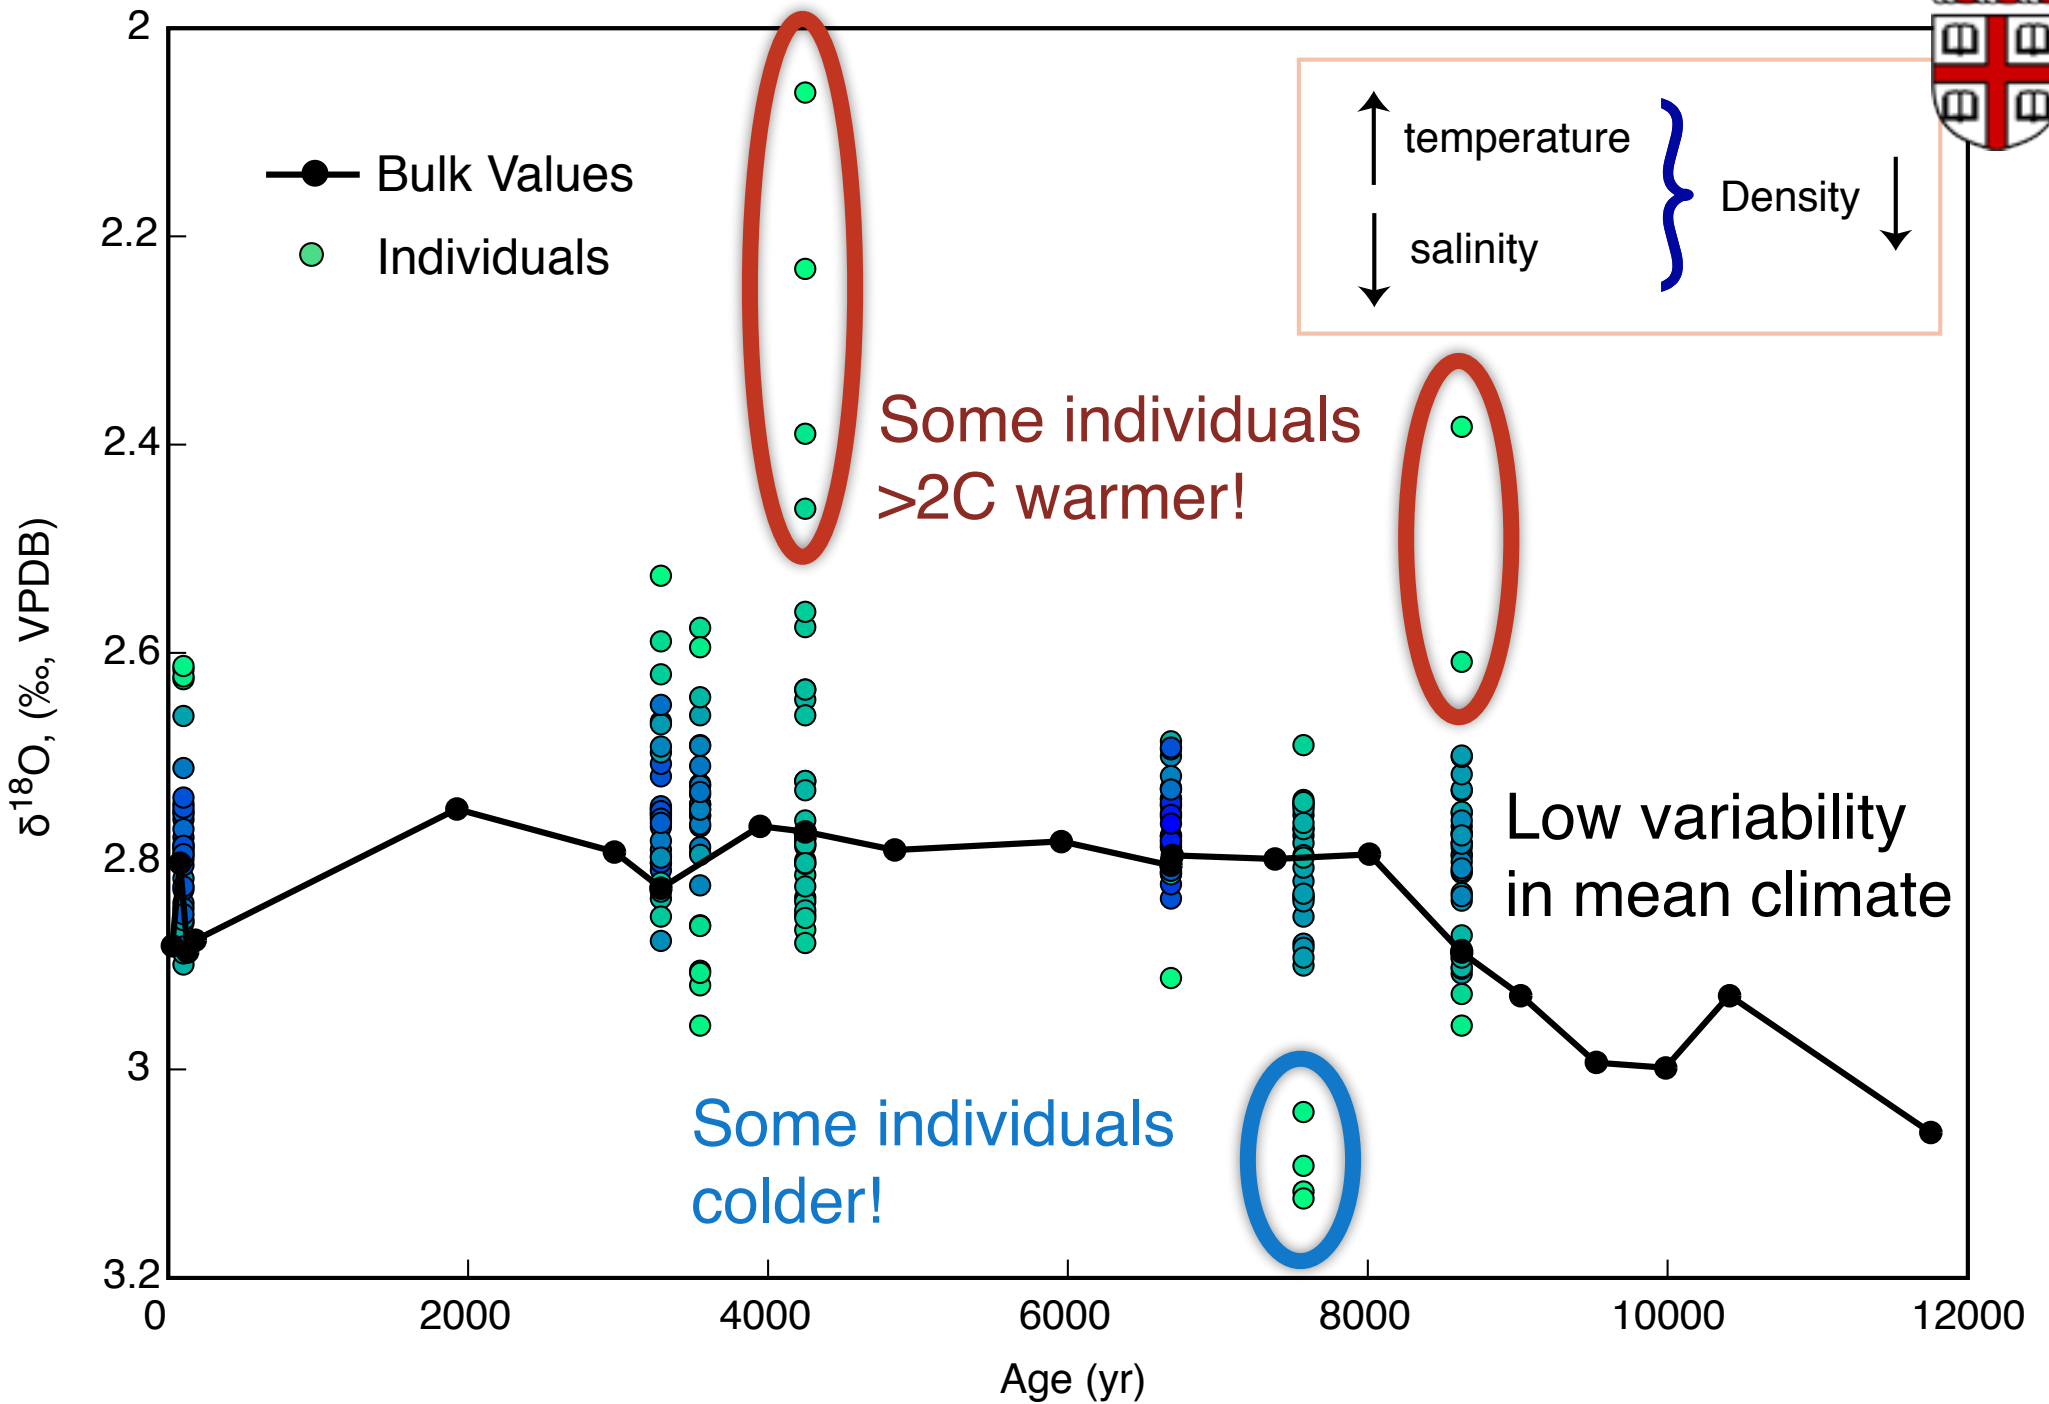 2
2.2
2.4
2.6
2.8
3
3.2
δ¹⁸O, (‰, VPDB)
Bulk Values
Individuals
temperature
salinity
Density
Some individuals
>2C warmer!
Low variability
in mean climate
Some individuals
colder!
0
2000
4000
6000
8000
10000
12000
Age (yr)